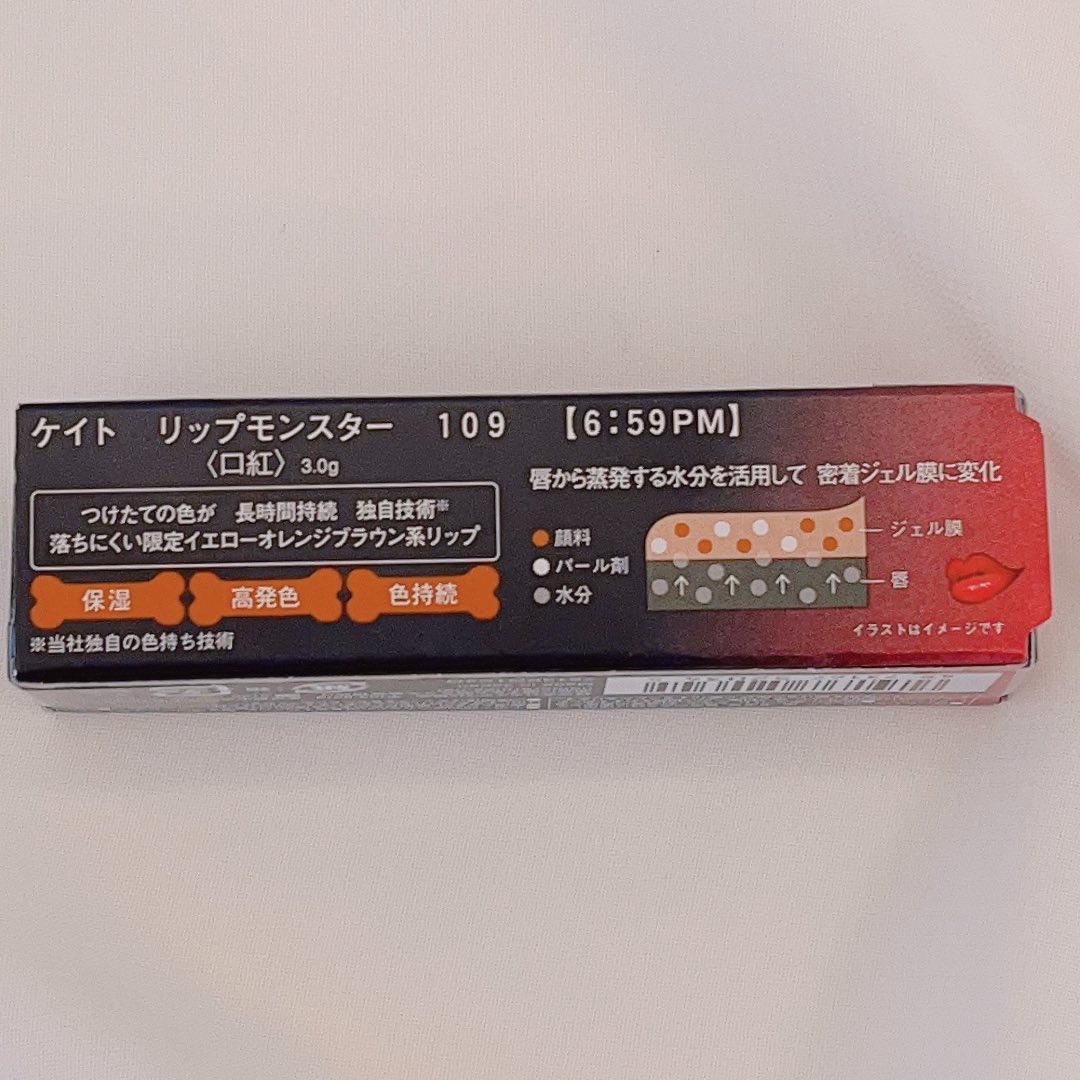 ケイト リップモンスター 109 【6:59PM】
〈口紅〉3.0g
つけたての色が 長時間持続 独自技術※
落ちにくい限定イエローオレンジブラウン系リップ
保湿 高発色 色持続
※当社独自の色持ち技術
唇から蒸発する水分を活用して 密着ジェル膜に変化
顔料
パール剤
水分
ジェル膜
唇
イラストはイメージです